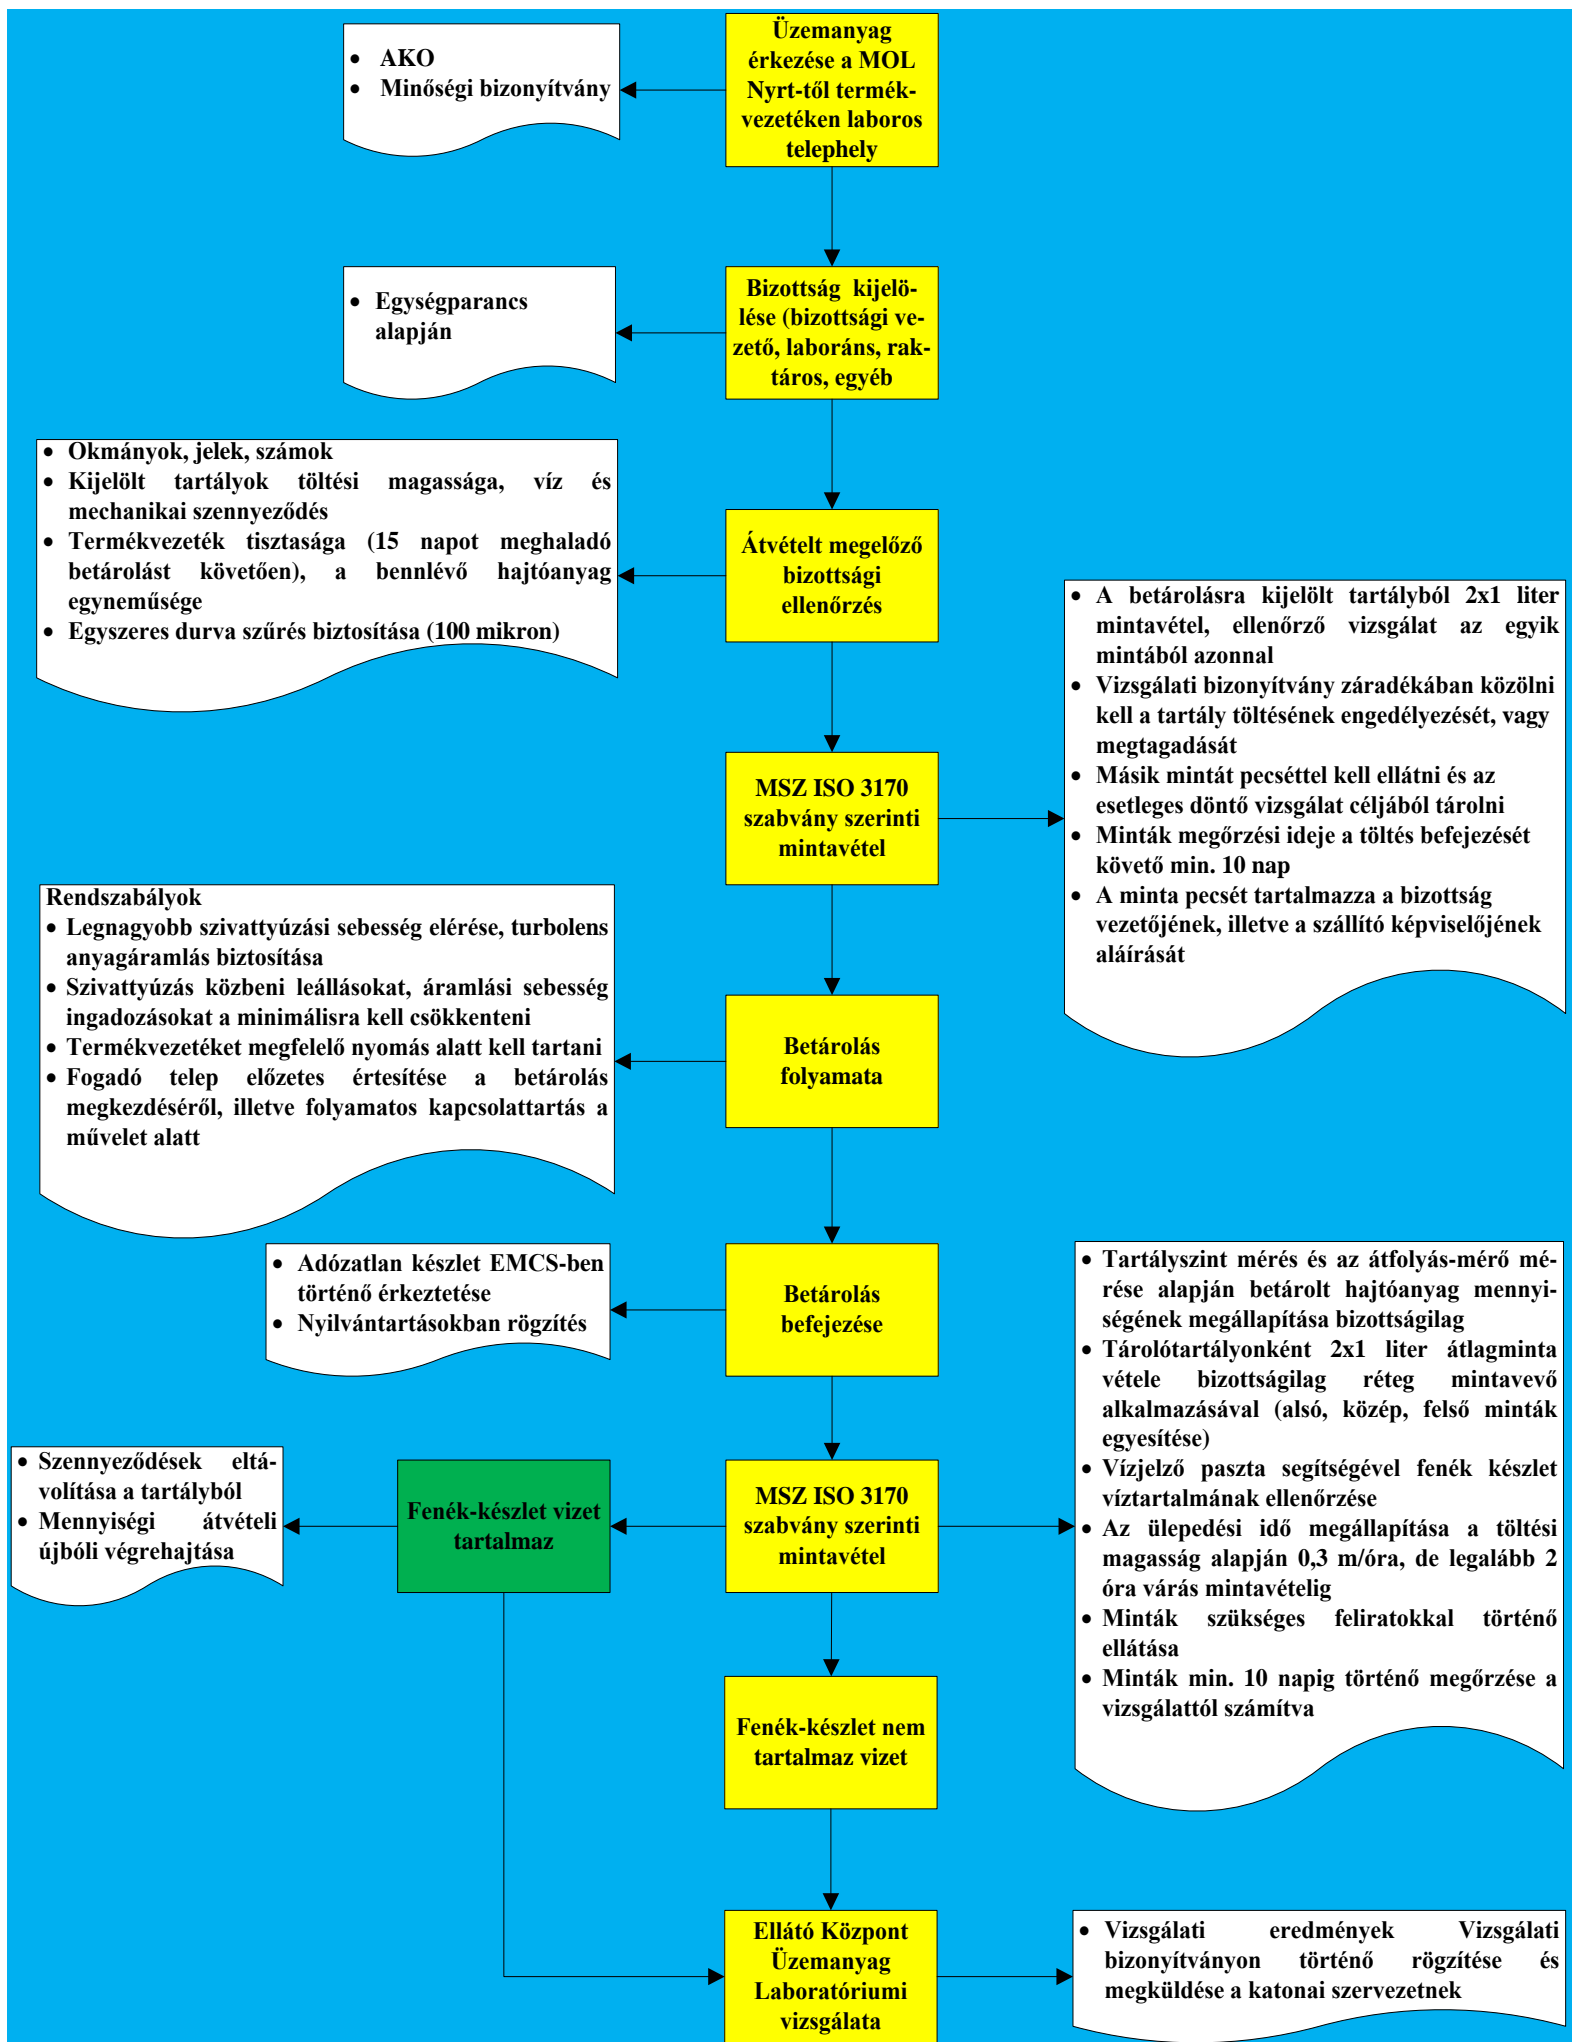 Üzemanyag
érkezése a MOL
Nyrt-től termék-
vezetéken laboros
telephely
• AKO
• Minőségi bizonyítvány
Bizottság kijelö-
lése (bizottsági ve-
zető, laboráns, rak-
táros, egyéb
• Egységparancs
alapján
Átvételt megelőző
bizottsági
ellenőrzés
• Okmányok, jelek, számok
• Kijelölt tartályok töltési magassága, víz és
mechanikai szennyeződés
• Termékvezeték tisztasága (15 napot meghaladó
betárolást követően), a bennlévő hajtóanyag
egyneműsége
• Egyszeres durva szűrés biztosítása (100 mikron)
MSZ ISO 3170
szabvány szerinti
mintavétel
• A betárolásra kijelölt tartályból 2x1 liter
mintavétel, ellenőrző vizsgálat az egyik
mintából azonnal
• Vizsgálati bizonyítvány záradékában közölni
kell a tartály töltésének engedélyezését, vagy
megtagadását
• Másik mintát pecséttel kell ellátni és az
esetleges döntő vizsgálat céljából tárolni
• Minták megőrzési ideje a töltés befejezését
követő min. 10 nap
• A minta pecsét tartalmazza a bizottság
vezetőjének, illetve a szállító képviselőjének
aláírását
Betárolás
folyamata
Rendszabályok
• Legnagyobb szivattyúzási sebesség elérése, turbolens
anyagáramlás biztosítása
• Szivattyúzás közbeni leállásokat, áramlási sebesség
ingadozásokat a minimálisra kell csökkenteni
• Termékvezetéket megfelelő nyomás alatt kell tartani
• Fogadó telep előzetes értesítése a betárolás
megkezdéséről, illetve folyamatos kapcsolattartás a
művelet alatt
Betárolás
befejezése
• Adózatlan készlet EMCS-ben
történő érkeztetése
• Nyilvántartásokban rögzítés
MSZ ISO 3170
szabvány szerinti
mintavétel
• Tartályszint mérés és az átfolyás-mérő mé-
rése alapján betárolt hajtóanyag mennyi-
ségének megállapítása bizottságilag
• Tárolótartályonként 2x1 liter átlagminta
vétele bizottságilag réteg mintavevő
alkalmazásával (alsó, közép, felső minták
egyesítése)
• Vízjelző paszta segítségével fenék készlet
víztartalmának ellenőrzése
• Az ülepedési idő megállapítása a töltési
magasság alapján 0,3 m/óra, de legalább 2
óra várás mintavételig
• Minták szükséges feliratokkal történő
ellátása
• Minták min. 10 napig történő megőrzése a
vizsgálattól számítva
Fenék-készlet vizet
tartalmaz
• Szennyeződések eltá-
volítása a tartályból
• Mennyiségi átvételi
újbóli végrehajtása
Fenék-készlet nem
tartalmaz vizet
Ellátó Központ
Üzemanyag
Laboratóriumi
vizsgálata
• Vizsgálati eredmények Vizsgálati
bizonyítványon történő rögzítése és
megküldése a katonai szervezetnek